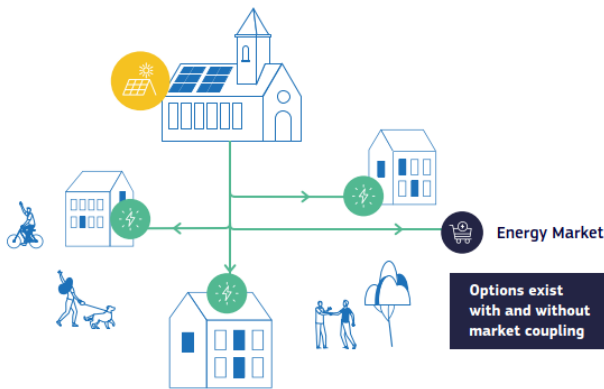 Energy Market
Options exist
with and without
market coupling